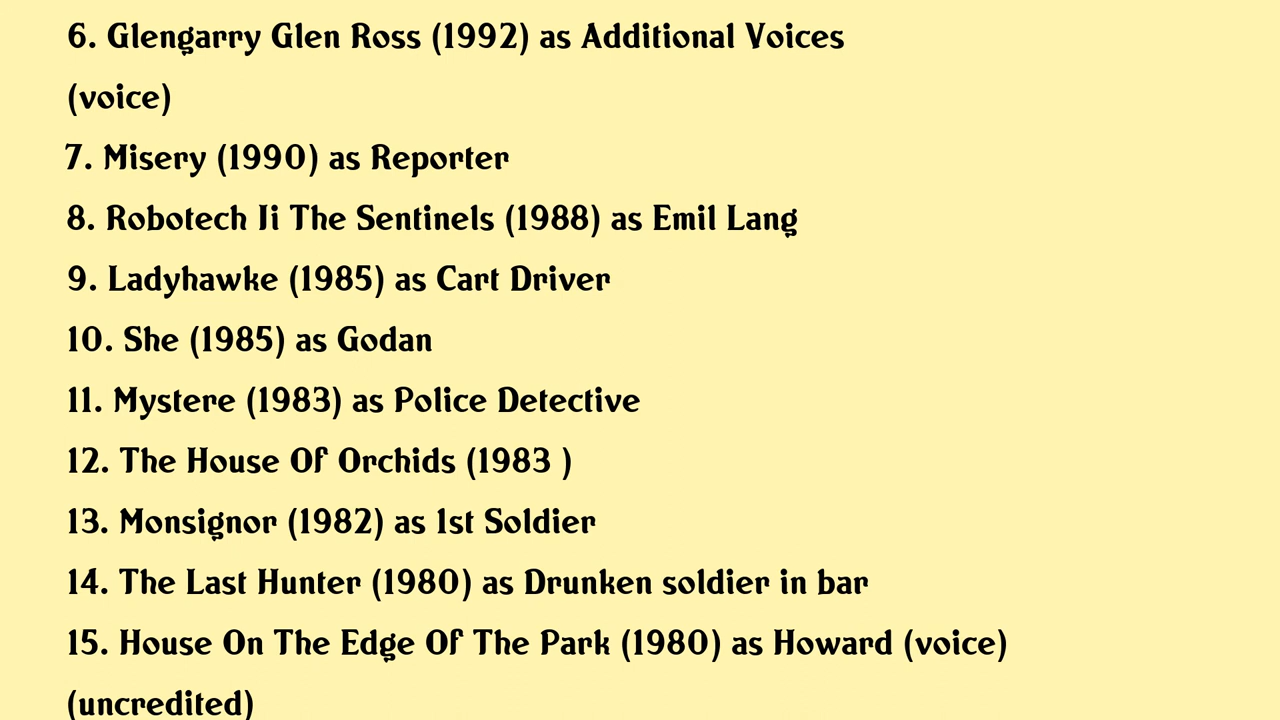 6. Glengarry Glen Ross (1992) as Additional Voices
(voice)
7. Misery (1990) as Reporter
8. Robotech Ii The Sentinels (1988) as Emil Lang
9. Ladyhawke (1985) as Cart Driver
10. She (1985) as Godan
11. Mystere (1983) as Police Detective
12. The House Of Orchids (1983 )
13. Monsignor (1982) as 1st Soldier
14. The Last Hunter (1980) as Drunken soldier in bar
15. House On The Edge Of The Park (1980) as Howard (voice)
(uncredited)